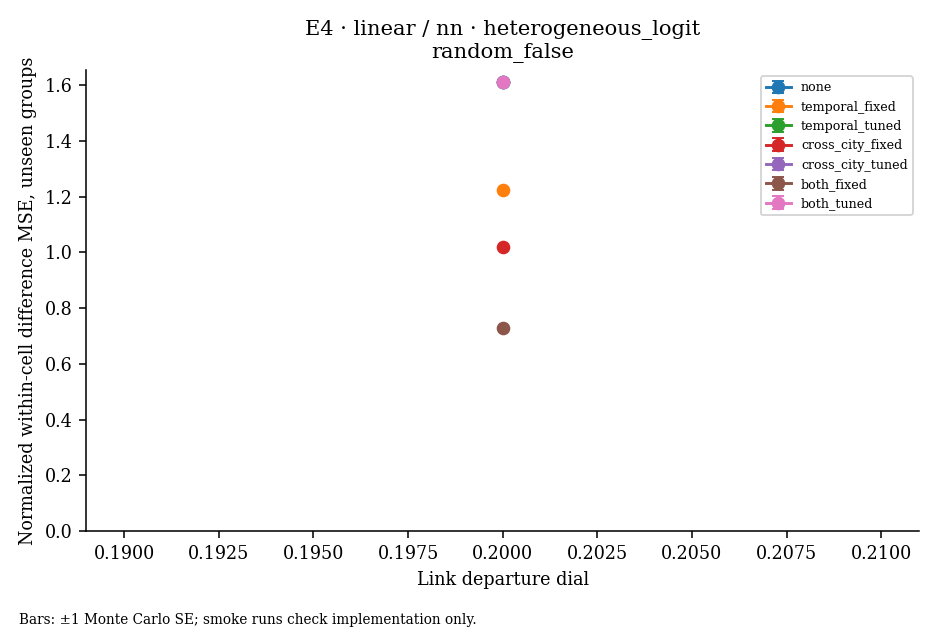 E4 · linear / nn · heterogeneous_logit
random_false
Normalized within-cell difference MSE, unseen groups
1.6
1.4
1.2
1.0
0.8
0.6
0.4
0.2
0.0
none
temporal_fixed
temporal_tuned
cross_city_fixed
cross_city_tuned
both_fixed
both_tuned
0.1900 0.1925 0.1950 0.1975 0.2000 0.2025 0.2050 0.2075 0.2100
Link departure dial
Bars: ±1 Monte Carlo SE; smoke runs check implementation only.